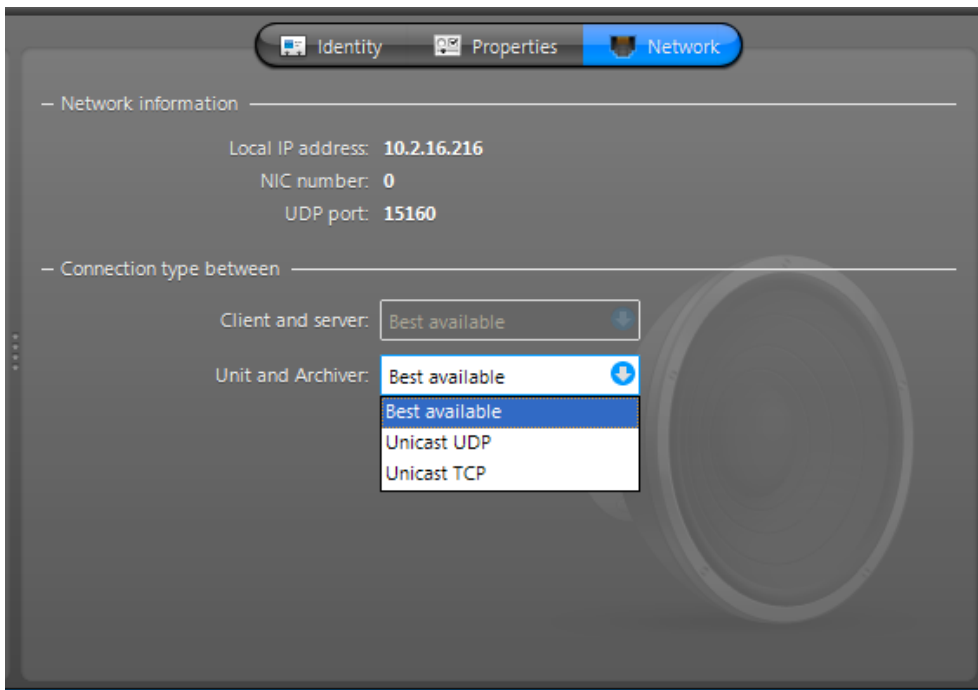 Identity Properties Network
Network information
Local IP address: 10.2.16.216
NIC number: 0
UDP port: 15160
Connection type between
Client and server: Best available
Unit and Archiver: Best available
Best available
Unicast UDP
Unicast TCP